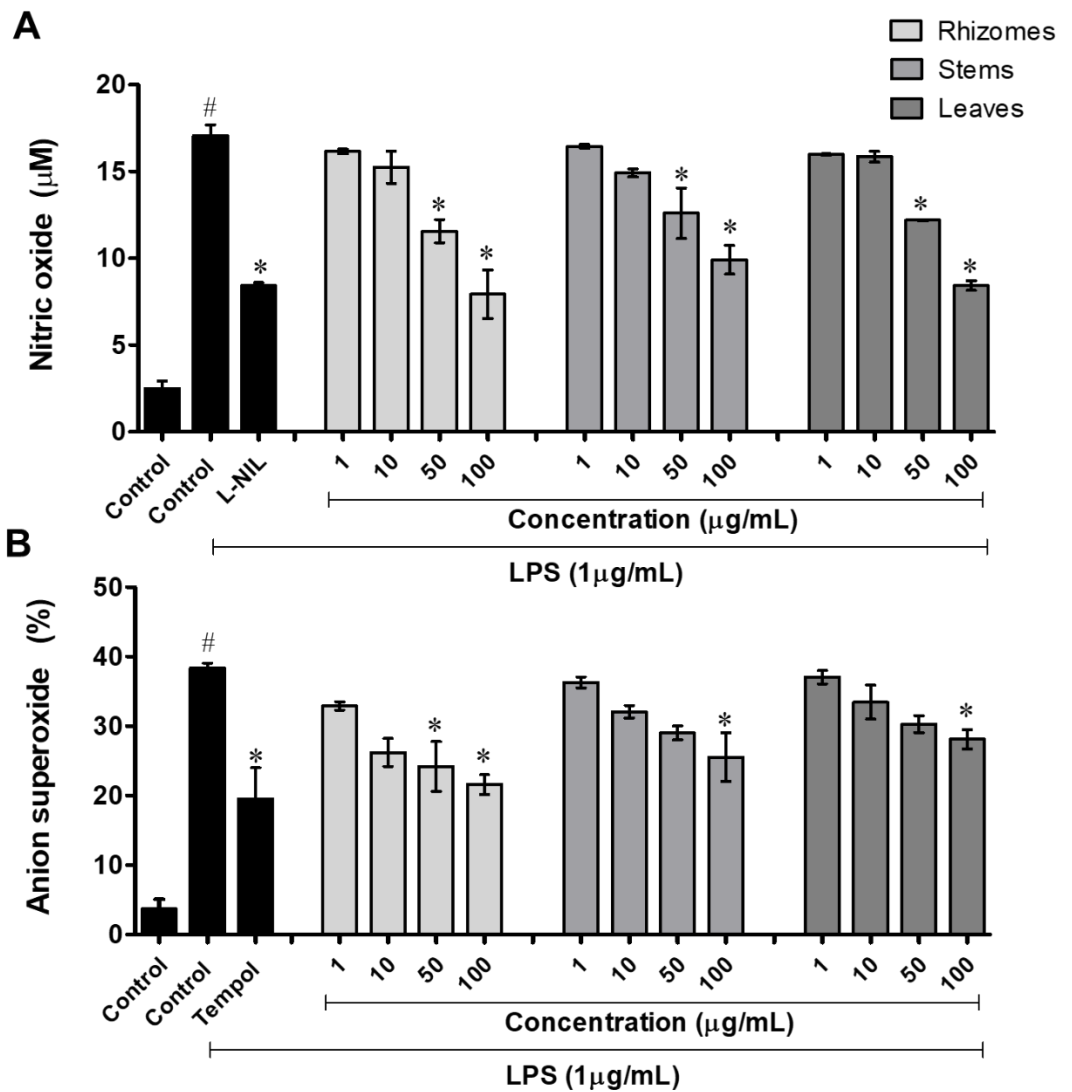 A
Rhizomes
Stems
Leaves
Nitric oxide (μM)
20
15
10
5
0
#
*
* *
* *
* *
Control Control L-NIL 1 10 50 100 1 10 50 100 1 10 50 100
Concentration (μg/mL)
LPS (1μg/mL)
B
Anion superoxide (%)
50
40
30
20
10
0
#
*
* *
*
*
Control Control Tempol 1 10 50 100 1 10 50 100 1 10 50 100
Concentration (μg/mL)
LPS (1μg/mL)